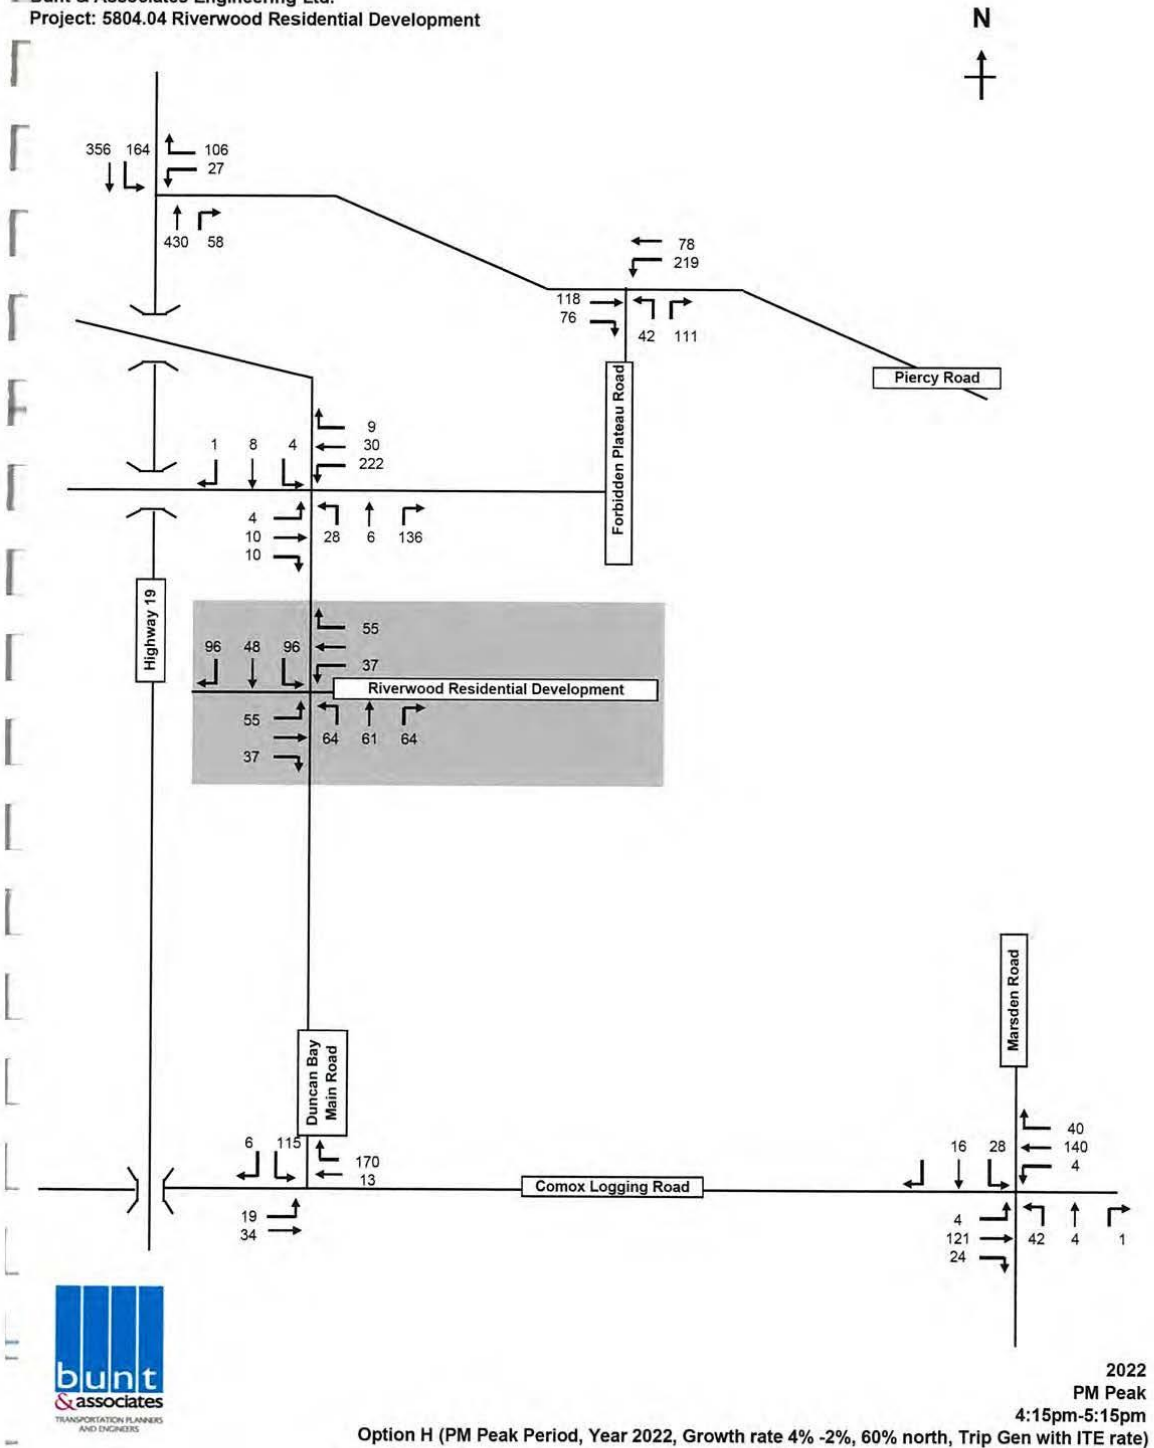 Bunt & Associates Engineering Ltd.
Project: 5804.04 Riverwood Residential Development
N
356 164 106
27
430 58
78
219
118
76
42 111
Piercy Road
Forbidden Plateau Road
9
1 8 4 30
222
4
10 28 6 136
10
Highway 19
55
96 48 96
37
Riverwood Residential Development
55
64 61 64
37
Marsden Road
Duncan Bay
Main Road
6 115
170
13
Comox Logging Road
19
34
40
16 28 140
4
4
121 42 4 1
24
bunt
& associates
TRANSPORTATION PLANNERS
AND ENGINEERS
2022
PM Peak
4:15pm-5:15pm
Option H (PM Peak Period, Year 2022, Growth rate 4% -2%, 60% north, Trip Gen with ITE rate)